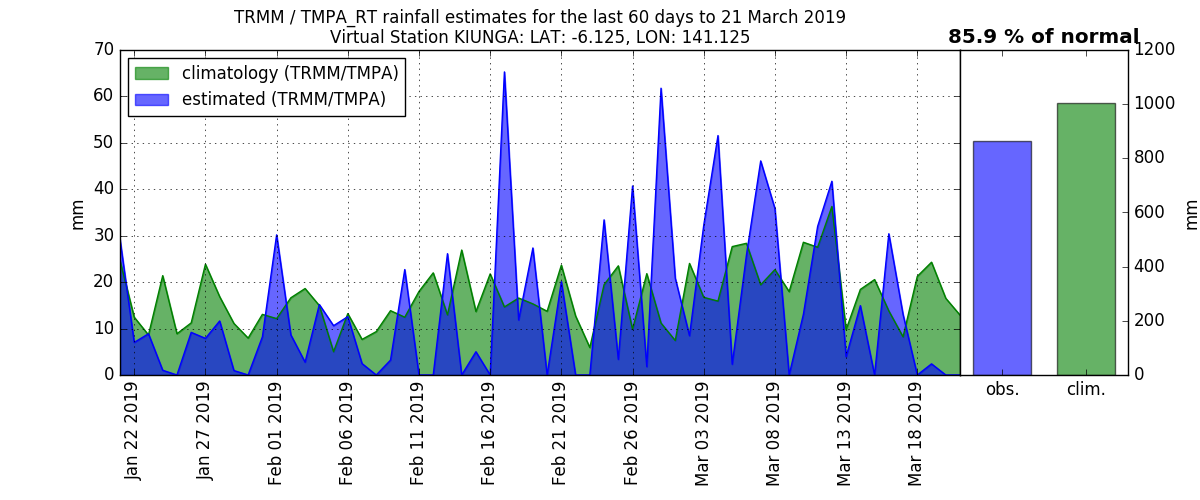 TRMM / TMPA_RT rainfall estimates for the last 60 days to 21 March 2019
Virtual Station KIUNGA: LAT: -6.125, LON: 141.125
85.9 % of normal
climatology (TRMM/TMPA)
estimated (TRMM/TMPA)
mm
70
60
50
40
30
20
10
0
Jan 22 2019
Jan 27 2019
Feb 01 2019
Feb 06 2019
Feb 11 2019
Feb 16 2019
Feb 21 2019
Feb 26 2019
Mar 03 2019
Mar 08 2019
Mar 13 2019
Mar 18 2019
obs.
clim.
1200
1000
800
600
400
200
0
mm